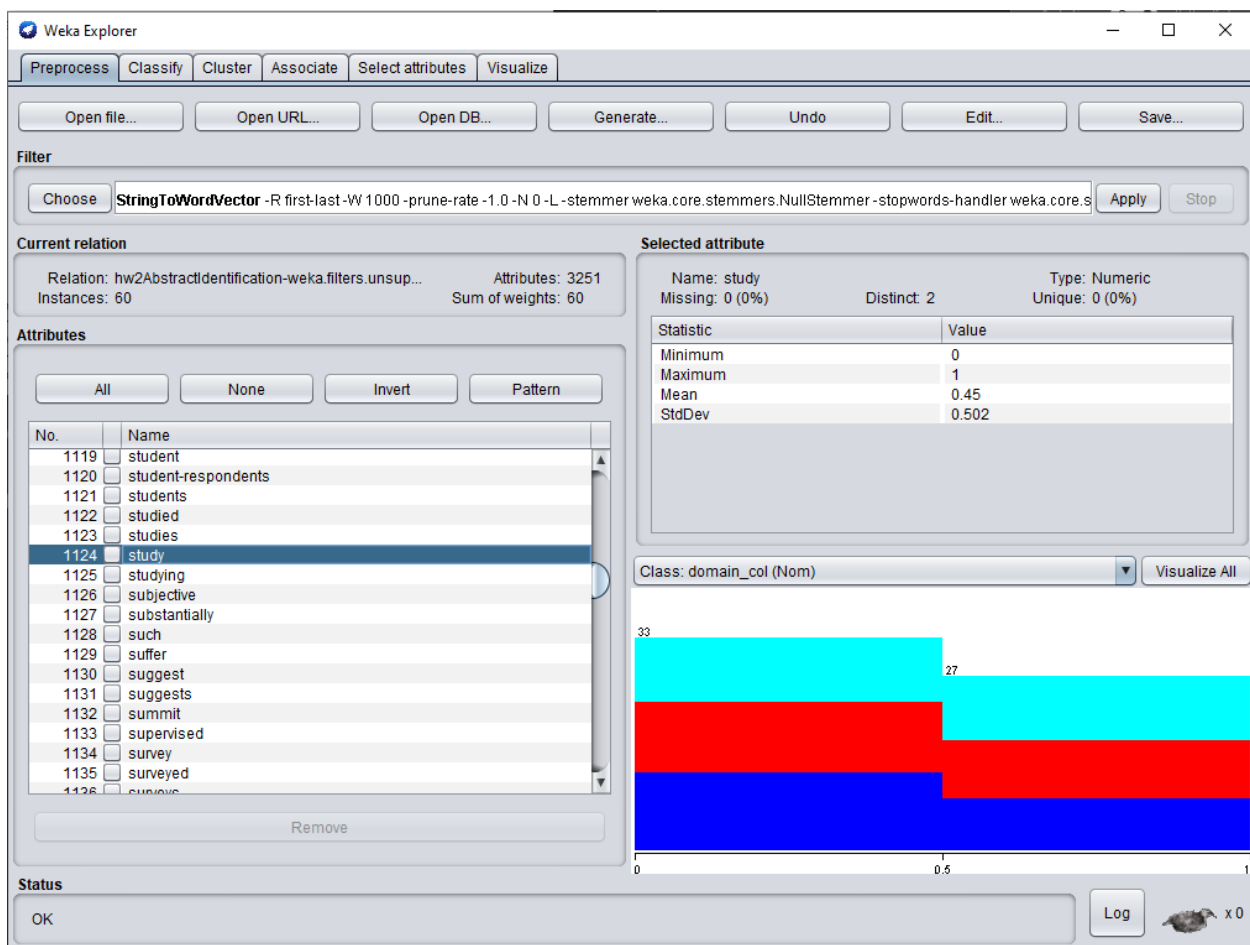 Weka Explorer
Preprocess Classify Cluster Associate Select attributes Visualize
Open file... Open URL... Open DB... Generate... Undo Edit... Save...
Filter
Choose StringToWordVector -R first-last -W 1000 -prune-rate -1.0 -N 0 -L -stemmer weka.core.stemmers.NullStemmer -stopwords-handler weka.core.s Apply Stop
Current relation
Relation: hw2AbstractIdentification-weka.filters.unsup... Attributes: 3251
Instances: 60 Sum of weights: 60
Attributes
All None Invert Pattern
No. Name
1119 student
1120 student-respondents
1121 students
1122 studied
1123 studies
1124 study
1125 studying
1126 subjective
1127 substantially
1128 such
1129 suffer
1130 suggest
1131 suggests
1132 summit
1133 supervised
1134 survey
1135 surveyed
1136 surveys
Remove
Selected attribute
Name: study Type: Numeric
Missing: 0 (0%) Distinct: 2 Unique: 0 (0%)
Statistic Value
Minimum 0
Maximum 1
Mean 0.45
StdDev 0.502
Class: domain_col (Nom) Visualize All
33
27
0 0.5 1
Status
OK
Log x 0